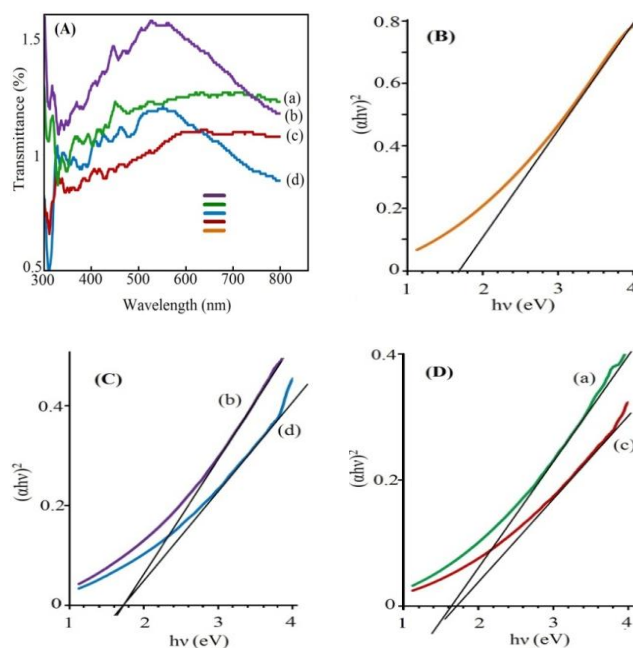 (A)
1.5
1
0.5
Transmittance (%)
300 400 500 600 700 800
Wavelength (nm)
(a)
(b)
(c)
(d)
(B)
0.8
0.6
0.4
0.2
0
(αhν)²
1 2 3 4
hν (eV)
(C)
(b)
(d)
0.4
0.2
0
(αhν)²
1 2 3 4
hν (eV)
(D)
(a)
(c)
0.4
0.2
0
(αhν)²
1 2 3 4
hν (eV)